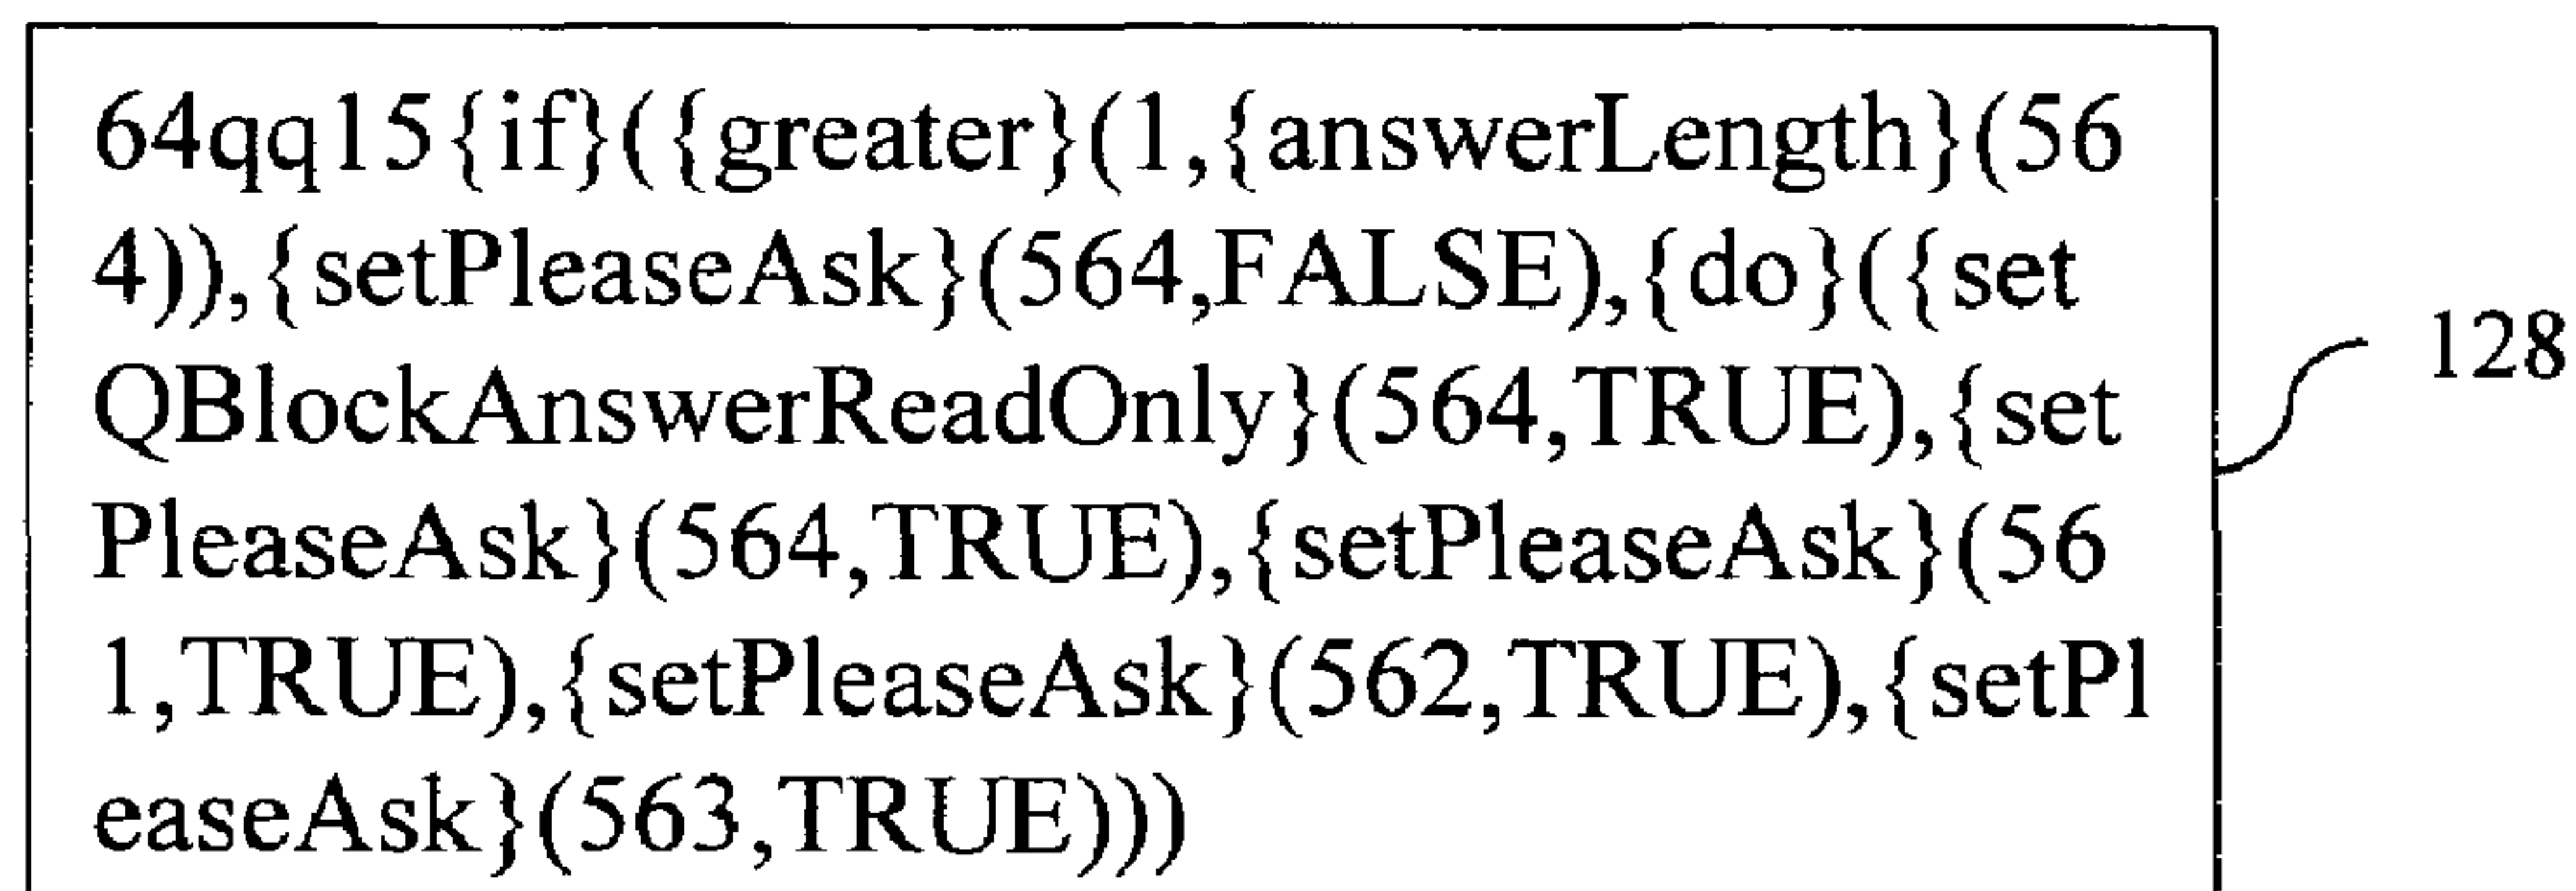 64qq15{if}({greater}(1,{answerLength}(56
4)),{setPleaseAsk}(564,FALSE),{do}({set
QBlockAnswerReadOnly}(564,TRUE),{set
PleaseAsk}(564,TRUE),{setPleaseAsk}(56
1,TRUE),{setPleaseAsk}(562,TRUE),{setPl
easeAsk}(563,TRUE)))
128